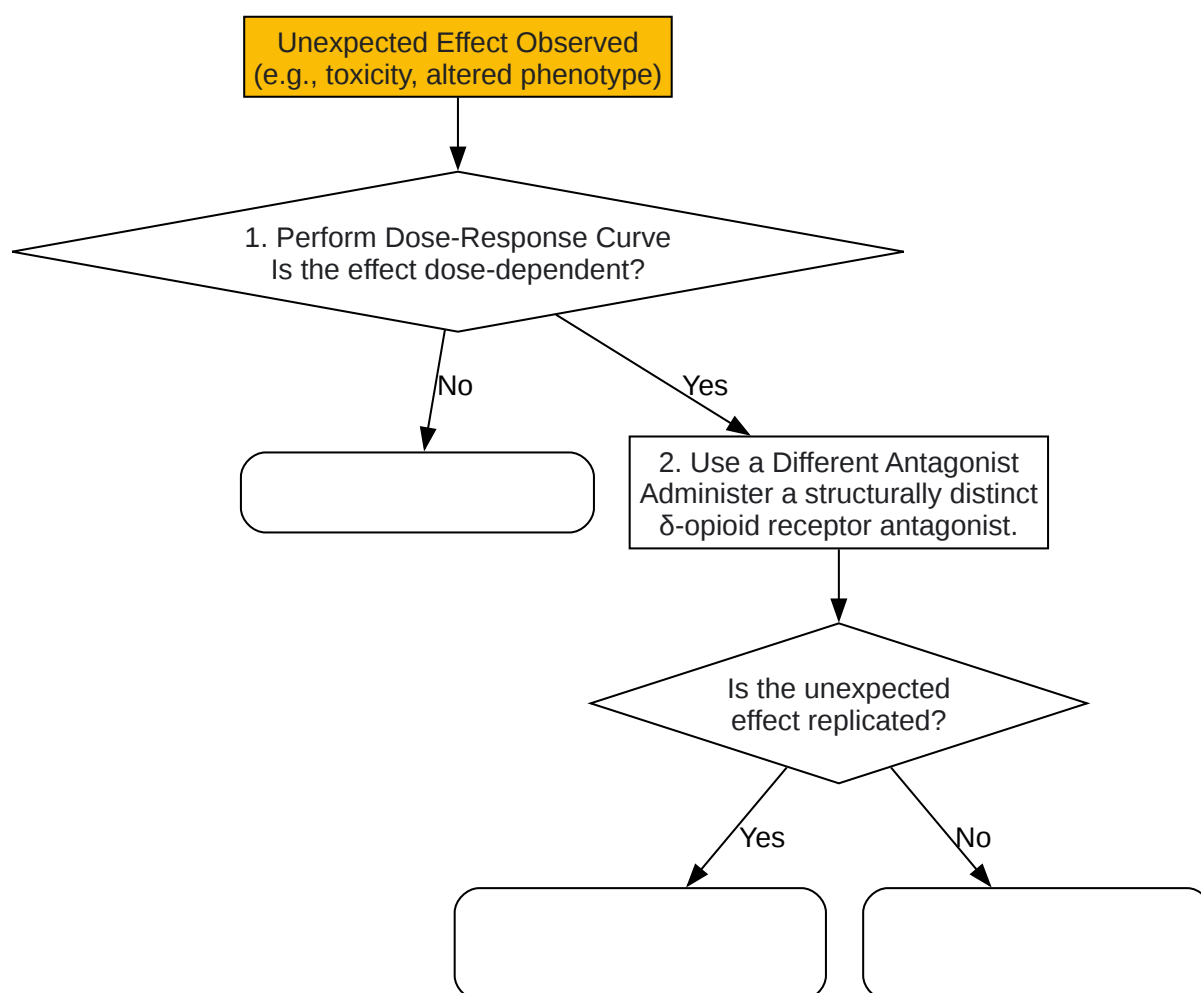 Unexpected Effect Observed
(e.g., toxicity, altered phenotype)
1. Perform Dose-Response Curve
Is the effect dose-dependent?
No
Yes
2. Use a Different Antagonist
Administer a structurally distinct
δ-opioid receptor antagonist.
Is the unexpected
effect replicated?
Yes
No